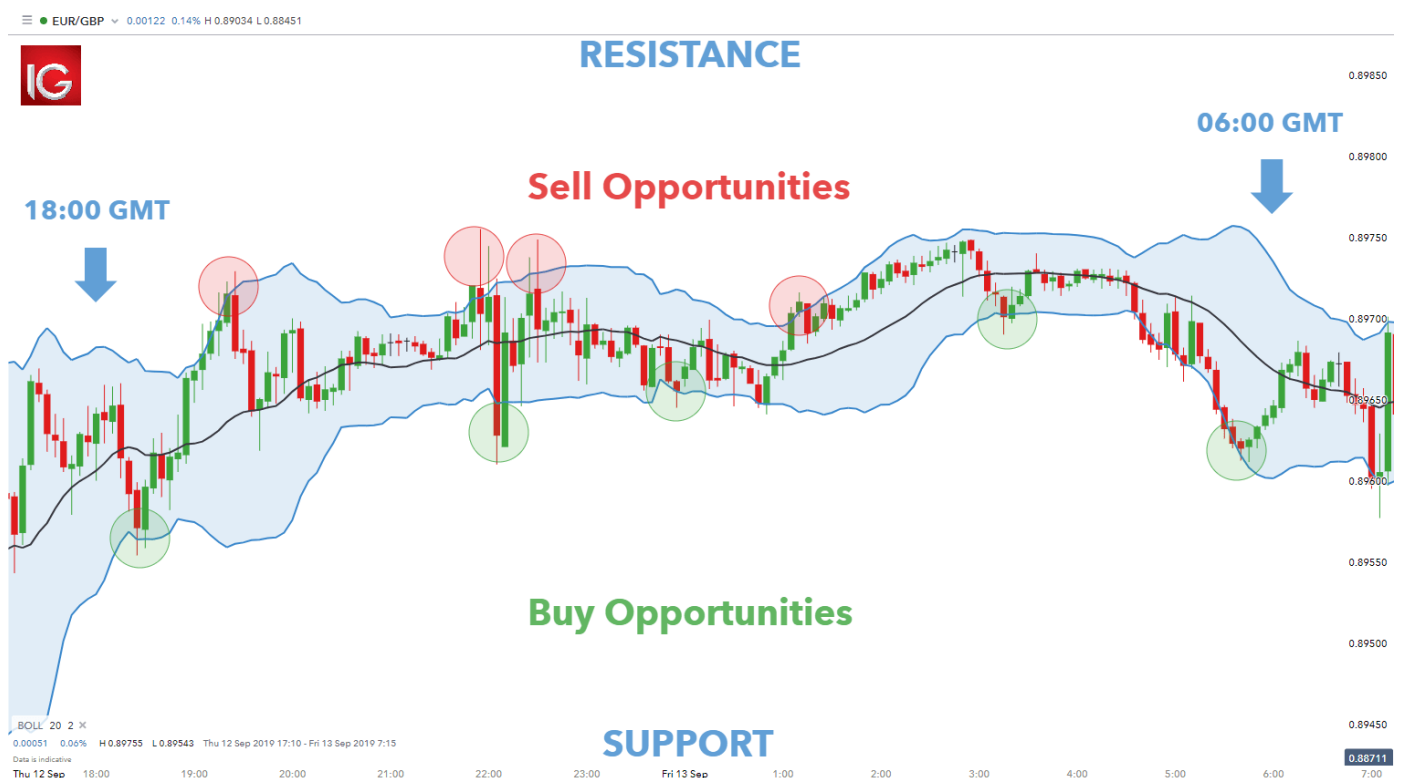 EUR/GBP 0.00122 0.14% H 0.89034 L 0.88451
IG
RESISTANCE
0.89850
06:00 GMT
0.89800
Sell Opportunities
18:00 GMT
0.89750
0.89700
0.89650
0.89600
0.89550
Buy Opportunities
0.89500
BOLL 20 2
0.89450
0.00051 0.06% H 0.89755 L 0.89543 Thu 12 Sep 2019 17:10 - Fri 13 Sep 2019 7:15
SUPPORT
Data is indicative
0.88711
Thu 12 Sep 18:00 19:00 20:00 21:00 22:00 23:00 Fri 13 Sep 1:00 2:00 3:00 4:00 5:00 6:00 7:00